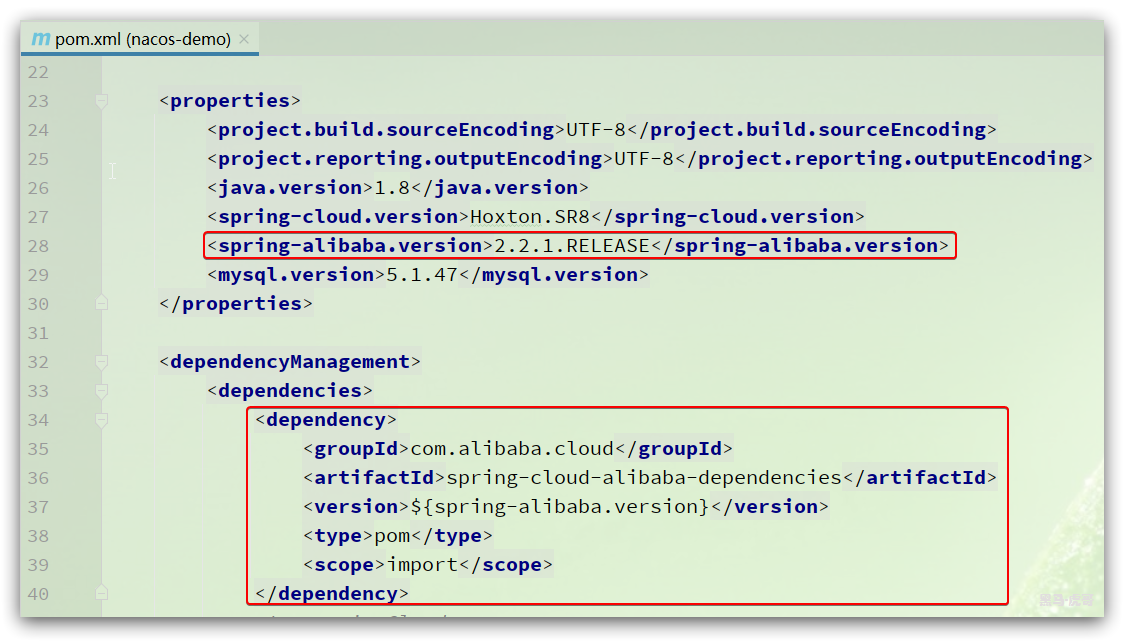 m pom.xml (nacos-demo) ×
22
23 <properties>
24 <project.build.sourceEncoding>UTF-8</project.build.sourceEncoding>
25 <project.reporting.outputEncoding>UTF-8</project.reporting.outputEncoding>
26 <java.version>1.8</java.version>
27 <spring-cloud.version>Hoxton.SR8</spring-cloud.version>
28 <spring-alibaba.version>2.2.1.RELEASE</spring-alibaba.version>
29 <mysql.version>5.1.47</mysql.version>
30 </properties>
31
32 <dependencyManagement>
33 <dependencies>
34 <dependency>
35 <groupId>com.alibaba.cloud</groupId>
36 <artifactId>spring-cloud-alibaba-dependencies</artifactId>
37 <version>${spring-alibaba.version}</version>
38 <type>pom</type>
39 <scope>import</scope>
40 </dependency>